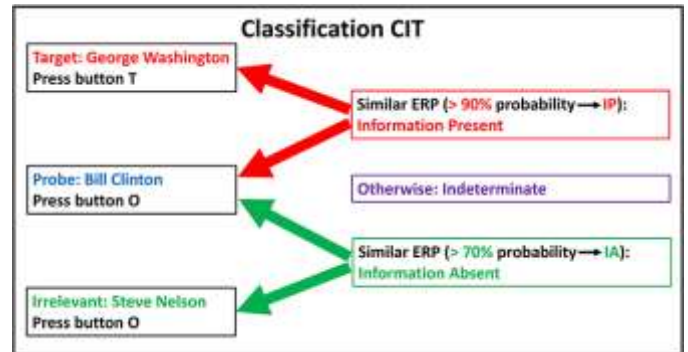 Classification CIT
Target: George Washington
Press button T
Similar ERP (> 90% probability → IP):
Information Present
Probe: Bill Clinton
Press button O
Otherwise: Indeterminate
Similar ERP (> 70% probability → IA):
Information Absent
Irrelevant: Steve Nelson
Press button O